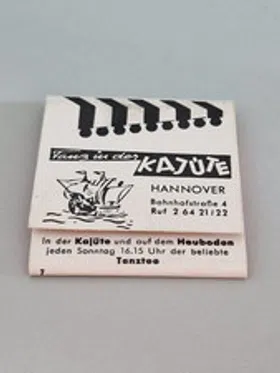 Tanz in der
KAJÜTE
HANNOVER
Bahnhofstraße 4
Ruf 2 64 21/22
In der Kajüte und auf dem Heuboden
jeden Sonntag 16.15 Uhr der beliebte
Tanztee
7